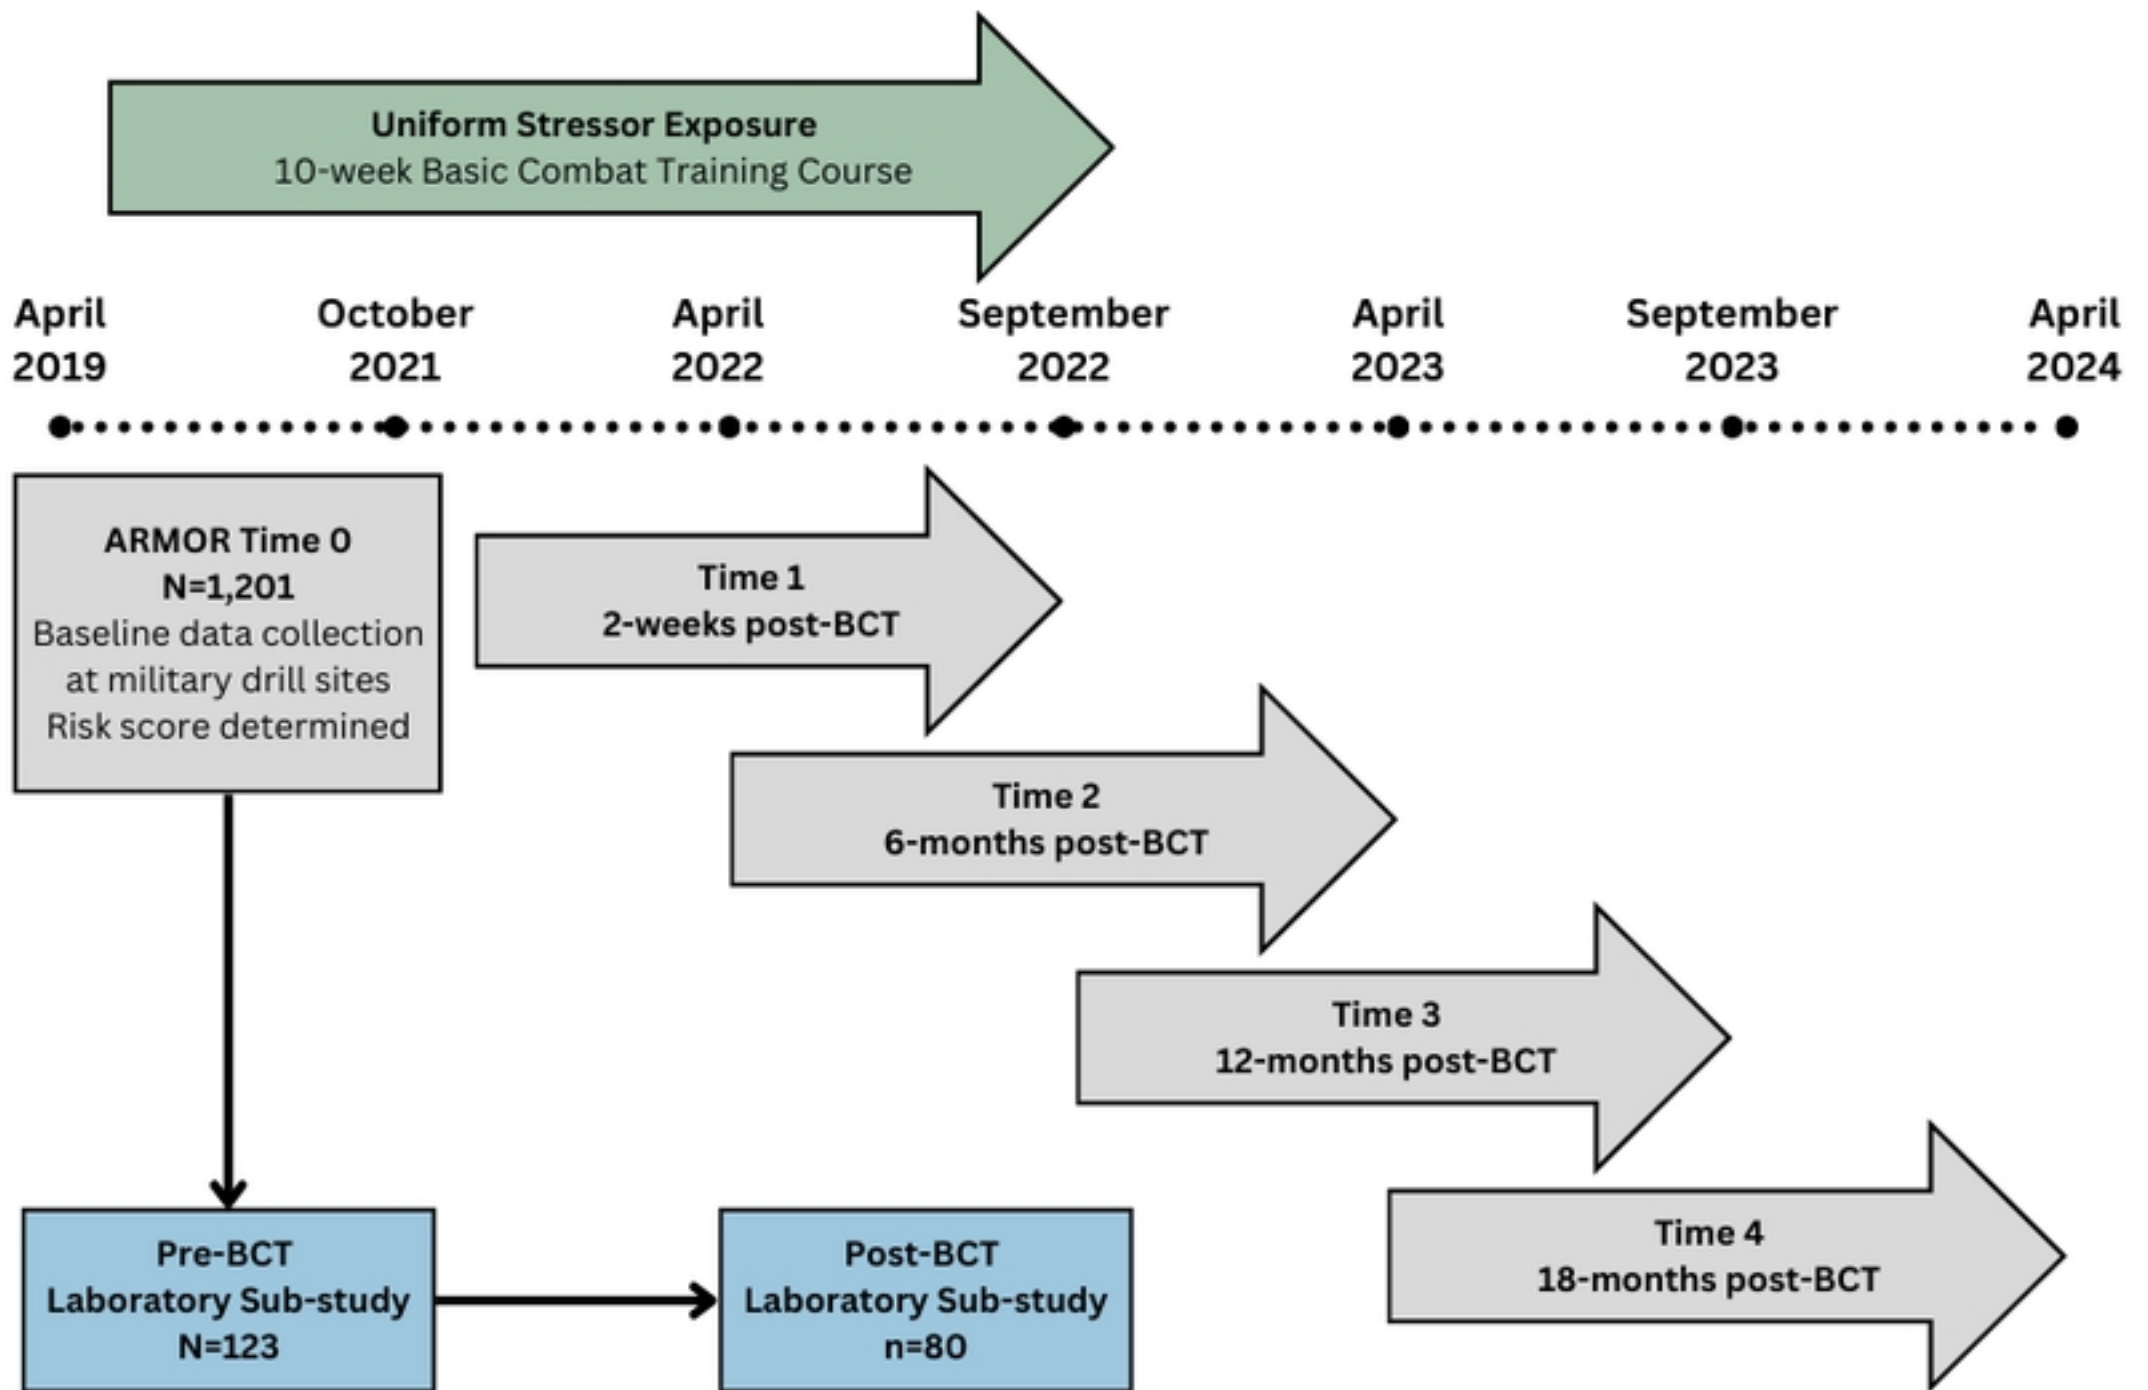 Uniform Stressor Exposure
10-week Basic Combat Training Course
April
2019
October
2021
April
2022
September
2022
April
2023
September
2023
April
2024
ARMOR Time 0
N=1,201
Baseline data collection
at military drill sites
Risk score determined
Time 1
2-weeks post-BCT
Time 2
6-months post-BCT
Time 3
12-months post-BCT
Time 4
18-months post-BCT
Pre-BCT
Laboratory Sub-study
N=123
Post-BCT
Laboratory Sub-study
n=80